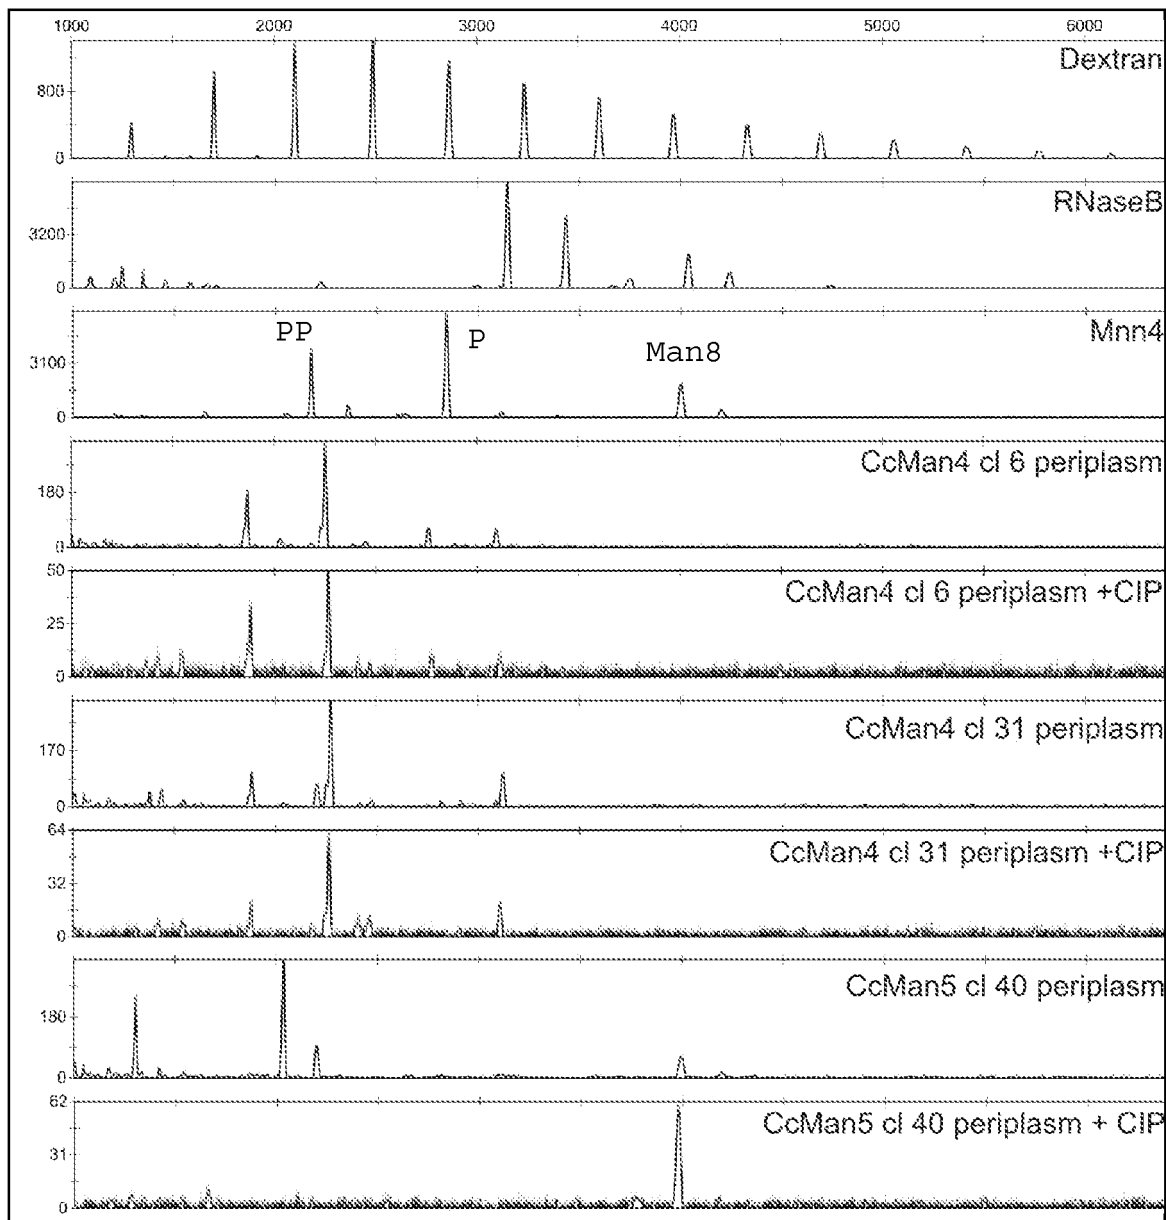 1000 2000 3000 4000 5000 6000
Dextran
800
0
RNaseB
3200
0
Mnn4
PP P Man8
3100
0
CcMan4 cl 6 periplasm
180
0
50
CcMan4 cl 6 periplasm +CIP
25
0
CcMan4 cl 31 periplasm
170
0
64
CcMan4 cl 31 periplasm +CIP
32
0
CcMan5 cl 40 periplasm
180
0
62
CcMan5 cl 40 periplasm + CIP
31
0